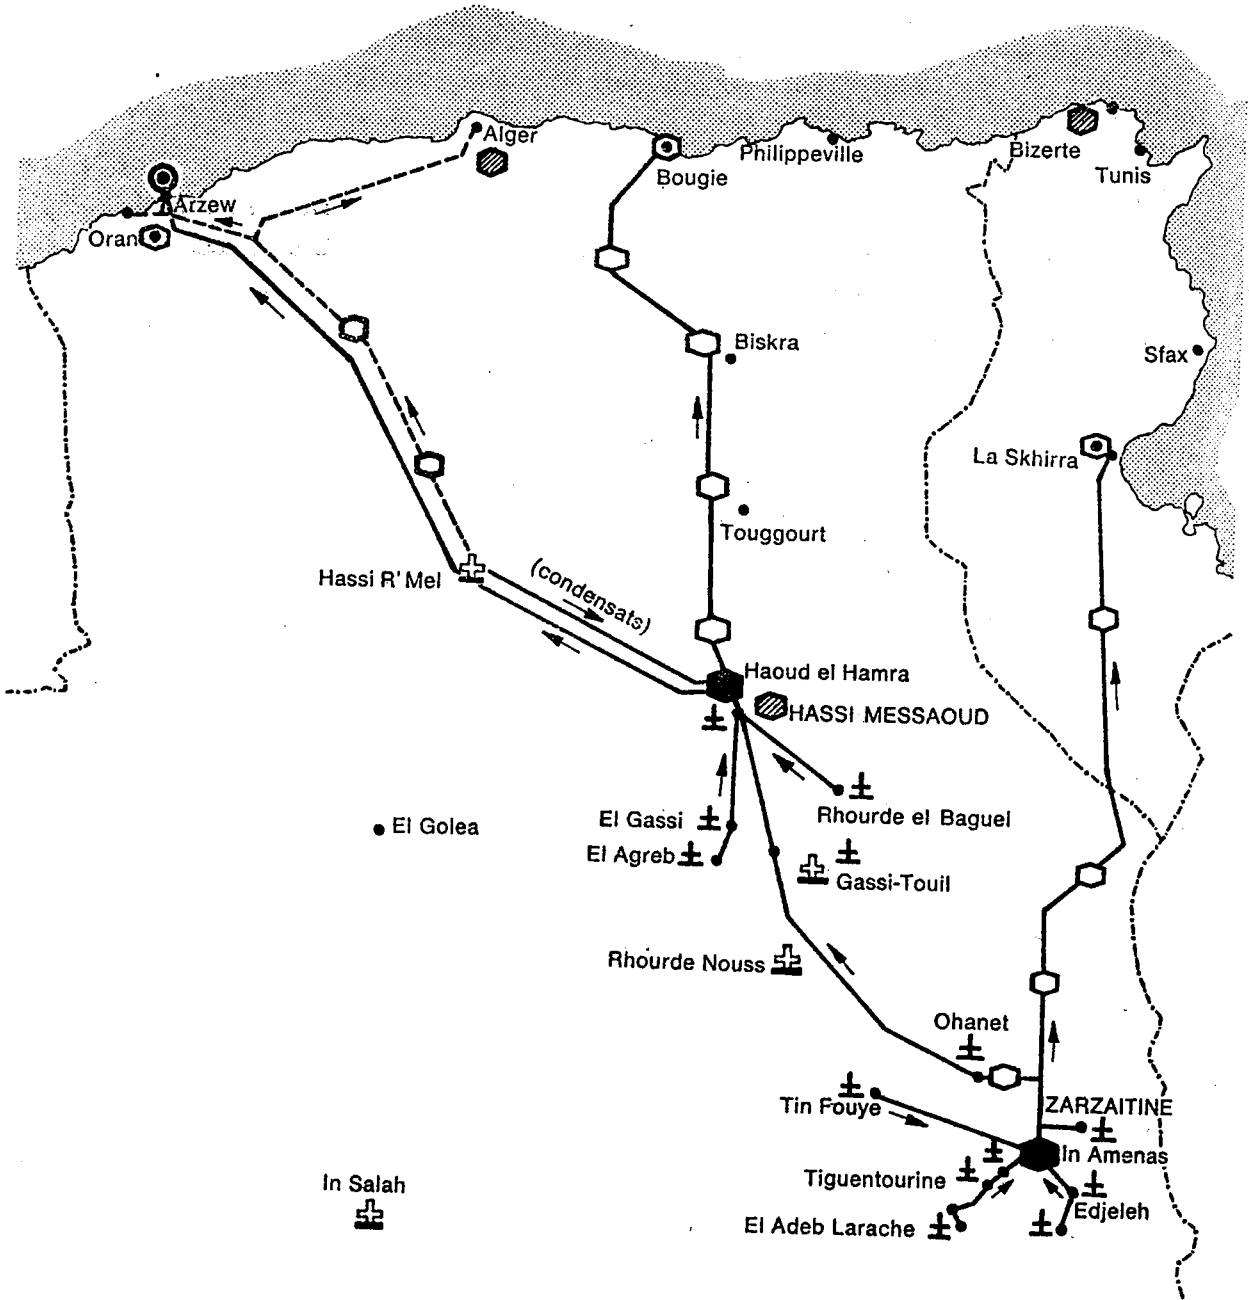 Alger
Bougie
Philippeville
Bizerte
Tunis
Arzew
Oran
Biskra
Sfax
La Skhirra
Touggourt
Hassi R'Mel
(condensats)
Haoud el Hamra
HASSI MESSAOUD
El Golea
El Gassi
El Agreb
Rhourde el Baguel
Gassi-Touil
Rhourde Nouss
Ohanet
Tin Fouye
ZARZAITINE
In Amenas
Tiguentourine
Edjeleh
El Adeb Larache
In Salah